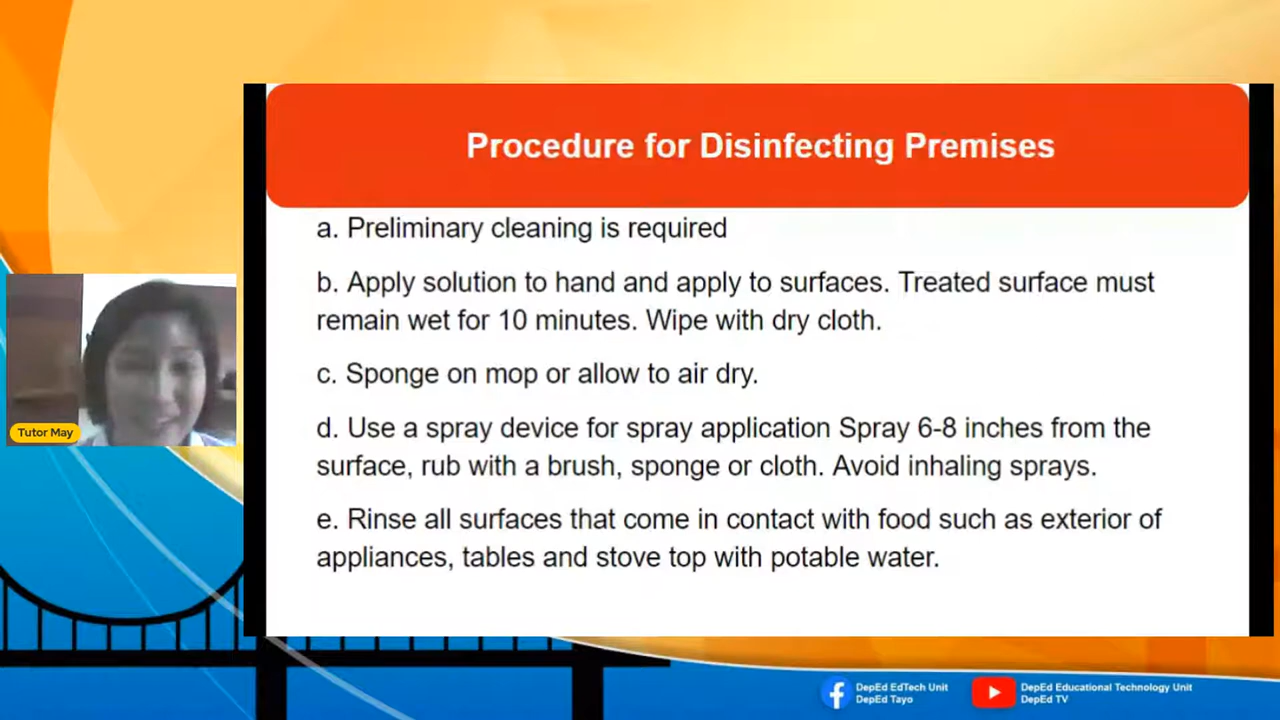 Procedure for Disinfecting Premises
a. Preliminary cleaning is required
b. Apply solution to hand and apply to surfaces. Treated surface must
remain wet for 10 minutes. Wipe with dry cloth.
c. Sponge on mop or allow to air dry.
d. Use a spray device for spray application Spray 6-8 inches from the
surface, rub with a brush, sponge or cloth. Avoid inhaling sprays.
e. Rinse all surfaces that come in contact with food such as exterior of
appliances, tables and stove top with potable water.
Tutor May
DepEd EdTech Unit
DepEd Tayo
DepEd Educational Technology Unit
DepEd TV